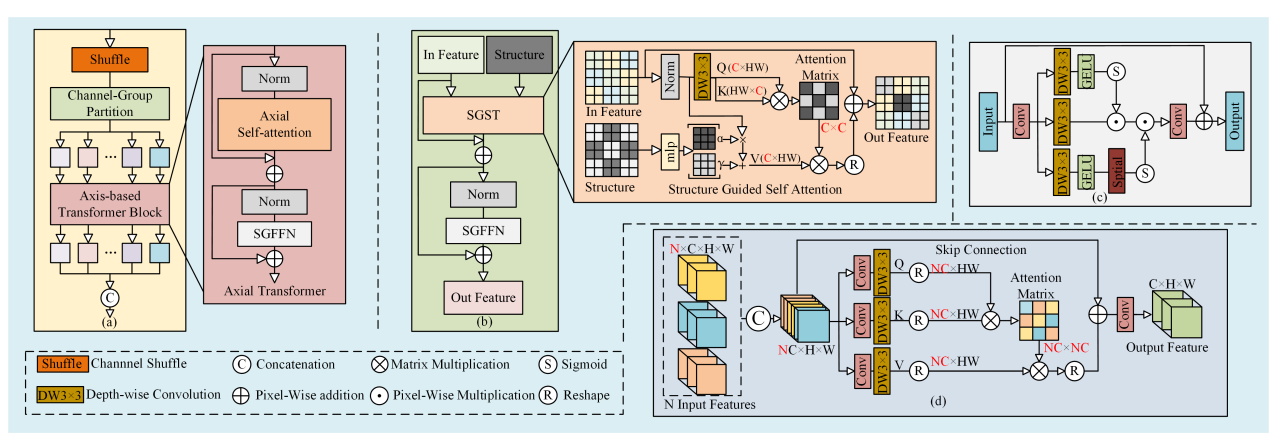 Shuffle
Channel-Group
Partition
...
Axis-based
Transformer Block
...
C
(a)
Norm
Axial
Self-attention
Norm
SGFFN
Axial Transformer
In Feature
Structure
SGST
Norm
SGFFN
Out Feature
(b)
In Feature
Structure
Norm
DW3×3
Q(C×HW)
K(HW×C)
Attention
Matrix
C×C
Out Feature
mlp
α
×
γ
+
V(C×HW)
R
Structure Guided Self Attention
Input
Conv
DW3×3
GELU
S
DW3×3
DW3×3
GELU
Sptial
S
Conv
Output
(c)
N×C×H×W
N Input Features
C
NC×H×W
Skip Connection
Conv
DW3×3
Q
R
NC×HW
Conv
DW3×3
K
R
NC×HW
Conv
DW3×3
V
R
NC×HW
Attention
Matrix
NC×NC
R
Conv
C×H×W
Output Feature
(d)
Shuffle
Channnel Shuffle
C
Concatenation
Matrix Multiplication
S
Sigmoid
DW3×3
Depth-wise Convolution
Pixel-Wise addition
Pixel-Wise Multiplication
R
Reshape